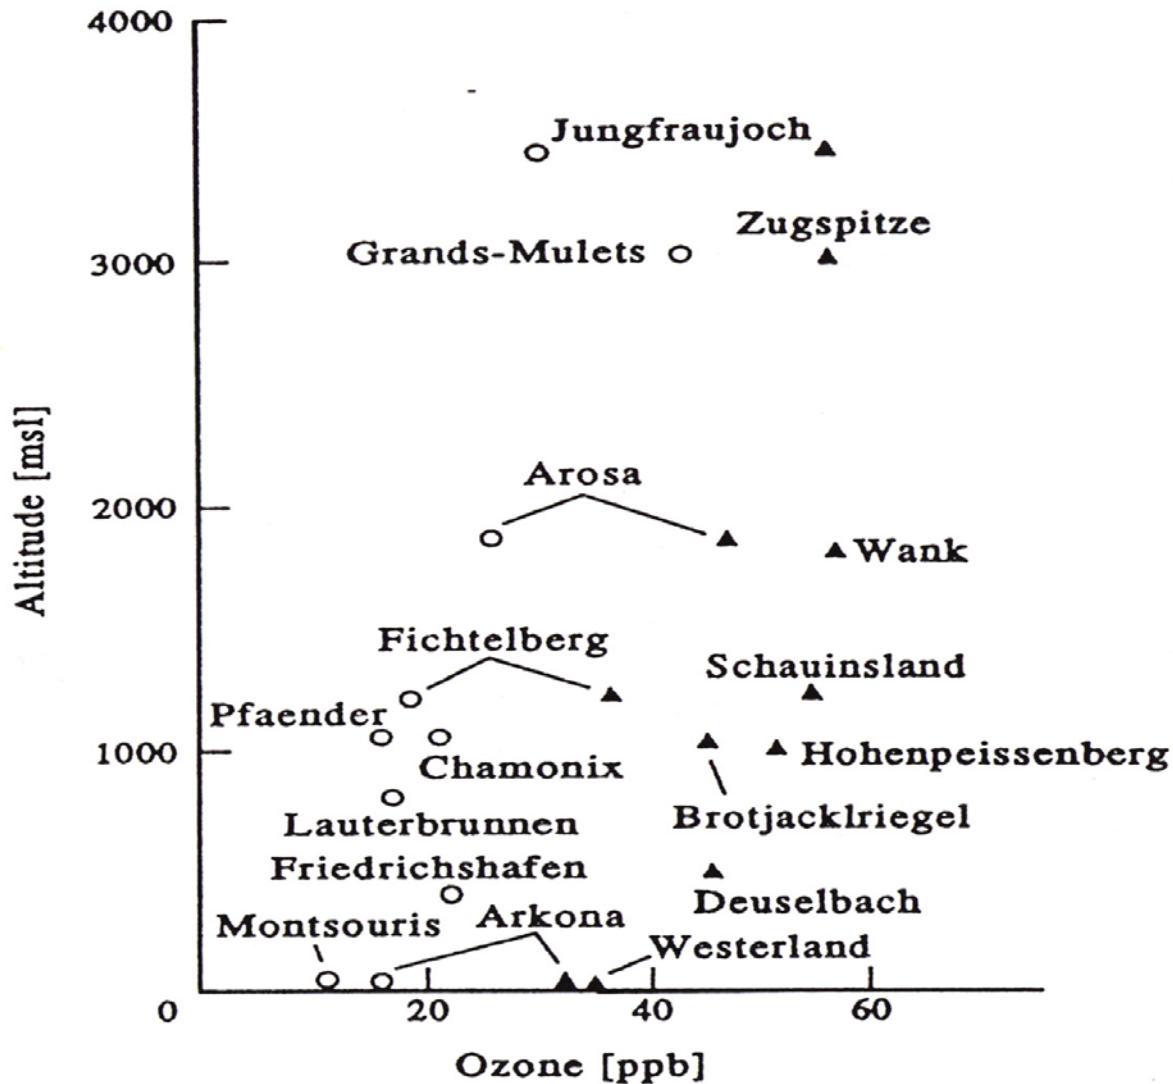 4000
Jungfraujoch
Zugspitze
Grands-Mulets
3000
Altitude [msl]
Arosa
2000
Wank
Fichtelberg
Schauinsland
Pfaender
1000
Hohenpeissenberg
Chamonix
Brotjacklriegel
Lauterbrunnen
Friedrichshafen
Deuselbach
Montsouris
Arkona
Westerland
0
20
40
60
Ozone [ppb]